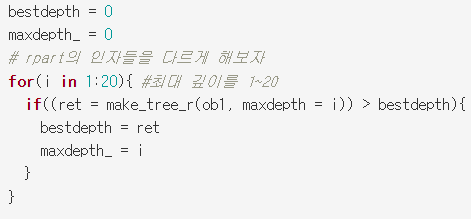 bestdepth = 0
maxdepth_ = 0
# rpart의 인자들을 다르게 해보자
for(i in 1:20){ #최대 깊이를 1~20
  if((ret = make_tree_r(ob1, maxdepth = i)) > bestdepth){
    bestdepth = ret
    maxdepth_ = i
  }
}